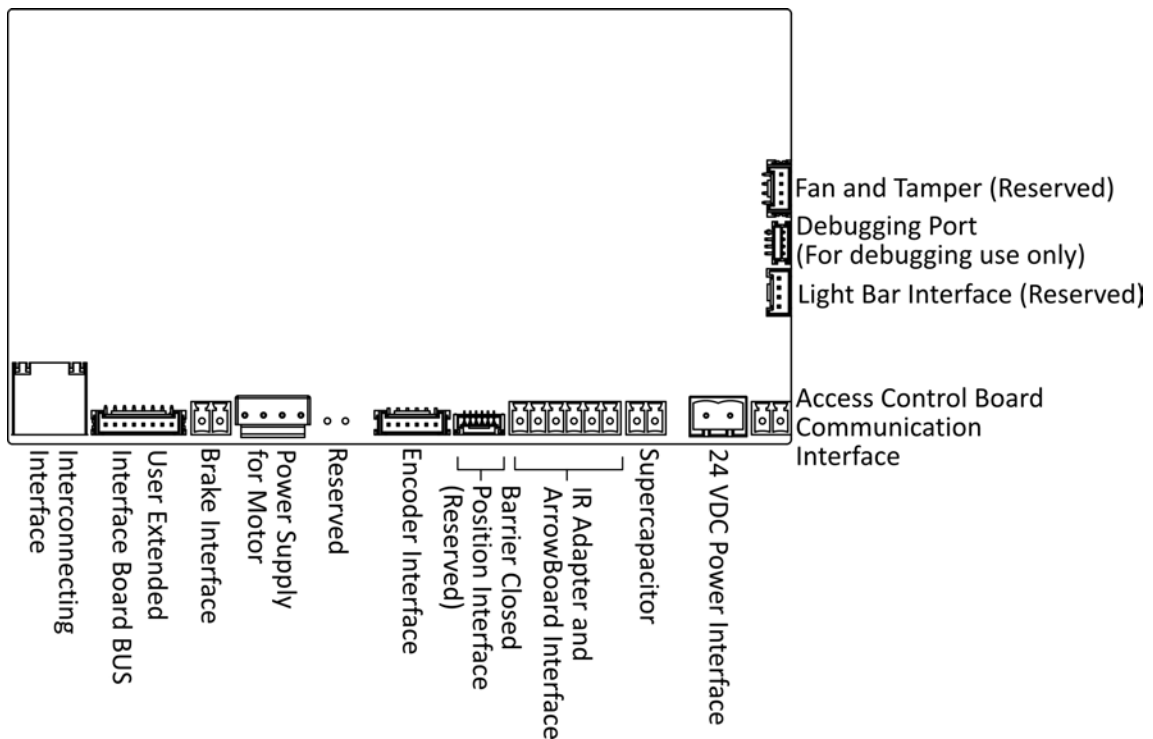 Fan and Tamper (Reserved)
Debugging Port
(For debugging use only)
Light Bar Interface (Reserved)
Access Control Board
Communication
Interface
Interconnecting
Interface
User Extended
Interface Board BUS
Brake Interface
Power Supply
for Motor
Reserved
Encoder Interface
Barrier Closed
Position Interface
(Reserved)
IR Adapter and
ArrowBoard Interface
Supercapacitor
24 VDC Power Interface